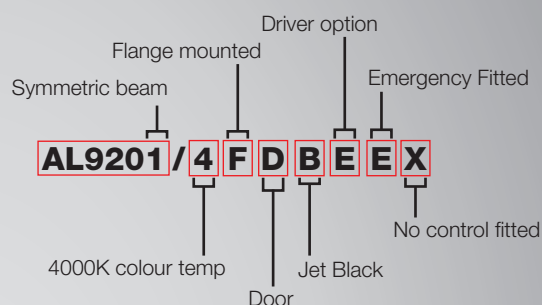 Driver option
Flange mounted
Emergency Fitted
Symmetric beam
AL9201/4FDBEEX
No control fitted
4000K colour temp
Jet Black
Door